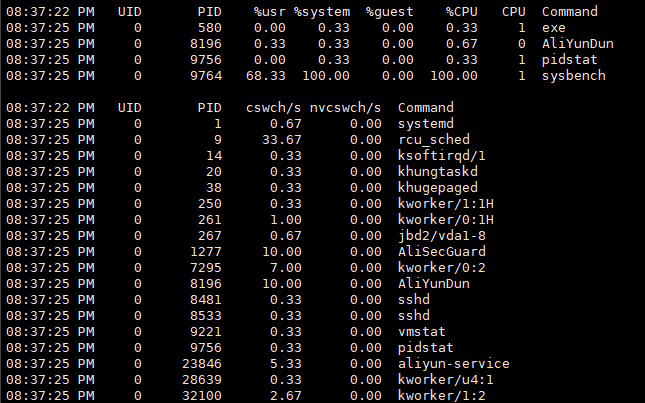 08:37:22 PM   UID       PID    %usr %system  %guest    %CPU   CPU  Command
08:37:25 PM     0       580    0.00    0.33    0.00    0.33     1  exe
08:37:25 PM     0      8196    0.33    0.33    0.00    0.67     0  AliYunDun
08:37:25 PM     0      9756    0.00    0.33    0.00    0.33     1  pidstat
08:37:25 PM     0      9764   68.33  100.00    0.00  100.00     1  sysbench

08:37:22 PM   UID       PID   cswch/s nvcswch/s  Command
08:37:25 PM     0         1      0.67      0.00  systemd
08:37:25 PM     0         9     33.67      0.00  rcu_sched
08:37:25 PM     0        14      0.33      0.00  ksoftirqd/1
08:37:25 PM     0        20      0.33      0.00  khungtaskd
08:37:25 PM     0        38      0.33      0.00  khugepaged
08:37:25 PM     0       250      0.33      0.00  kworker/1:1H
08:37:25 PM     0       261      1.00      0.00  kworker/0:1H
08:37:25 PM     0       267      0.67      0.00  jbd2/vda1-8
08:37:25 PM     0      1277     10.00      0.00  AliSecGuard
08:37:25 PM     0      7295      7.00      0.00  kworker/0:2
08:37:25 PM     0      8196     10.00      0.00  AliYunDun
08:37:25 PM     0      8481      0.33      0.00  sshd
08:37:25 PM     0      8533      0.33      0.00  sshd
08:37:25 PM     0      9221      0.33      0.00  vmstat
08:37:25 PM     0      9756      0.33      0.00  pidstat
08:37:25 PM     0     23846      5.33      0.00  aliyun-service
08:37:25 PM     0     28639      0.33      0.00  kworker/u4:1
08:37:25 PM     0     32100      2.67      0.00  kworker/1:2